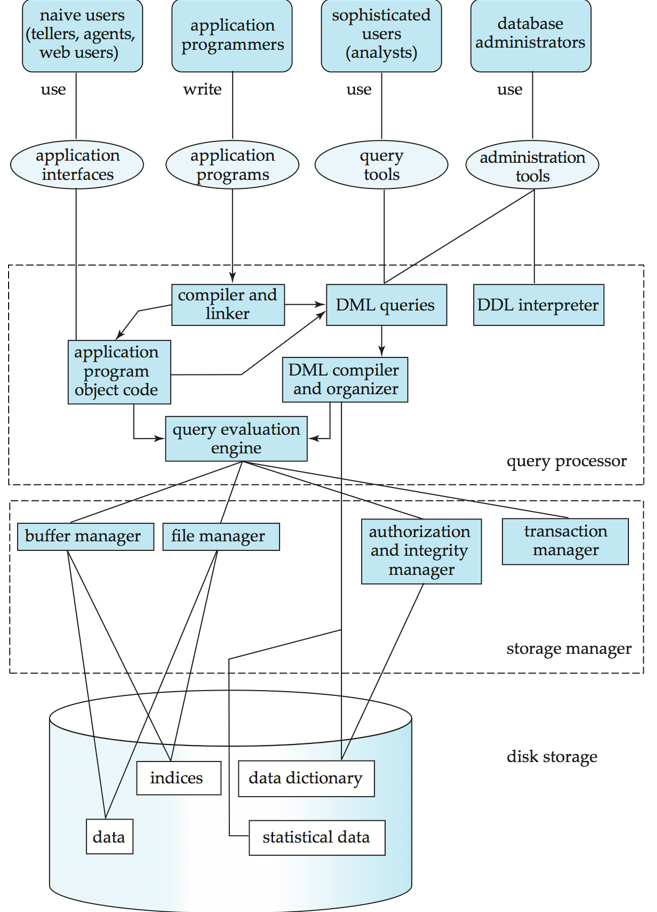 naive users
(tellers, agents,
web users)
application
programmers
sophisticated
users
(analysts)
database
administrators
use
write
use
use
application
interfaces
application
programs
query
tools
administration
tools
compiler and
linker
DML queries
DDL interpreter
application
program
object code
DML compiler
and organizer
query evaluation
engine
query processor
buffer manager
file manager
authorization
and integrity
manager
transaction
manager
storage manager
disk storage
indices
data dictionary
data
statistical data